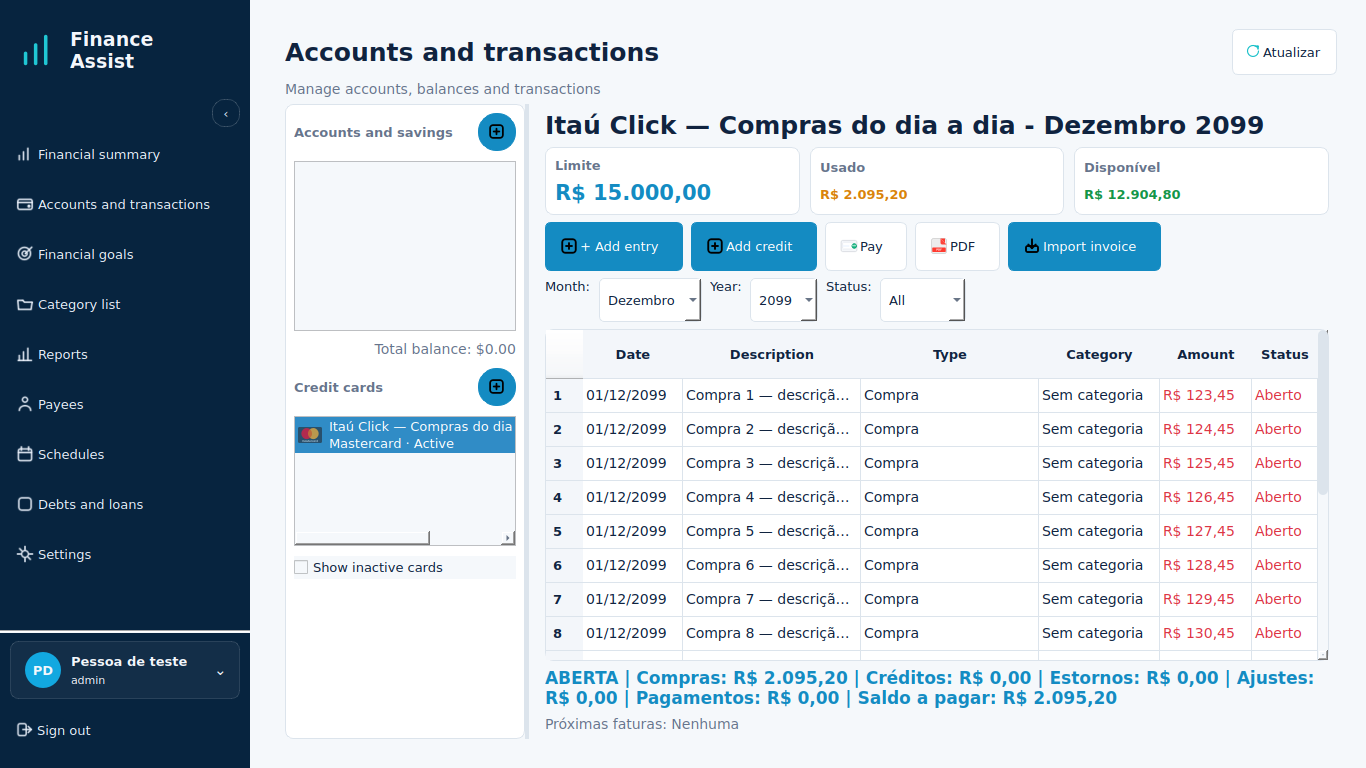 Finance
Assist
‹
Financial summary
Accounts and transactions
Financial goals
Category list
Reports
Payees
Schedules
Debts and loans
Settings
PD
Pessoa de teste
admin
Sign out
Accounts and transactions
Manage accounts, balances and transactions
Atualizar
Accounts and savings
Total balance: $0.00
Credit cards
Itaú Click — Compras do dia
Mastercard · Active
Show inactive cards
Itaú Click — Compras do dia a dia - Dezembro 2099
Limite
R$ 15.000,00
Usado
R$ 2.095,20
Disponível
R$ 12.904,80
+ Add entry
Add credit
Pay
PDF
Import invoice
Month: Dezembro Year: 2099 Status: All
Date Description Type Category Amount Status
1 01/12/2099 Compra 1 — descriçã... Compra Sem categoria R$ 123,45 Aberto
2 01/12/2099 Compra 2 — descriçã... Compra Sem categoria R$ 124,45 Aberto
3 01/12/2099 Compra 3 — descriçã... Compra Sem categoria R$ 125,45 Aberto
4 01/12/2099 Compra 4 — descriçã... Compra Sem categoria R$ 126,45 Aberto
5 01/12/2099 Compra 5 — descriçã... Compra Sem categoria R$ 127,45 Aberto
6 01/12/2099 Compra 6 — descriçã... Compra Sem categoria R$ 128,45 Aberto
7 01/12/2099 Compra 7 — descriçã... Compra Sem categoria R$ 129,45 Aberto
8 01/12/2099 Compra 8 — descriçã... Compra Sem categoria R$ 130,45 Aberto
ABERTA | Compras: R$ 2.095,20 | Créditos: R$ 0,00 | Estornos: R$ 0,00 | Ajustes:
R$ 0,00 | Pagamentos: R$ 0,00 | Saldo a pagar: R$ 2.095,20
Próximas faturas: Nenhuma